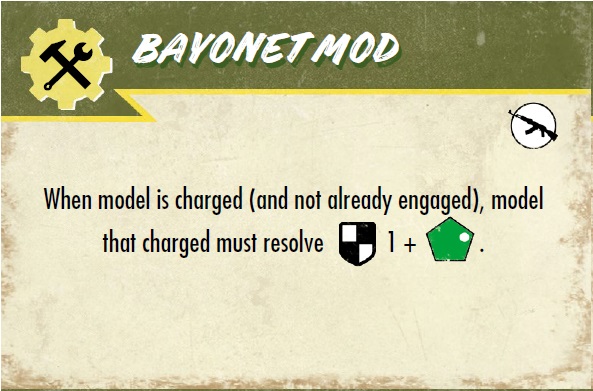 BAYONET MOD
When model is charged (and not already engaged), model
that charged must resolve 1 + .